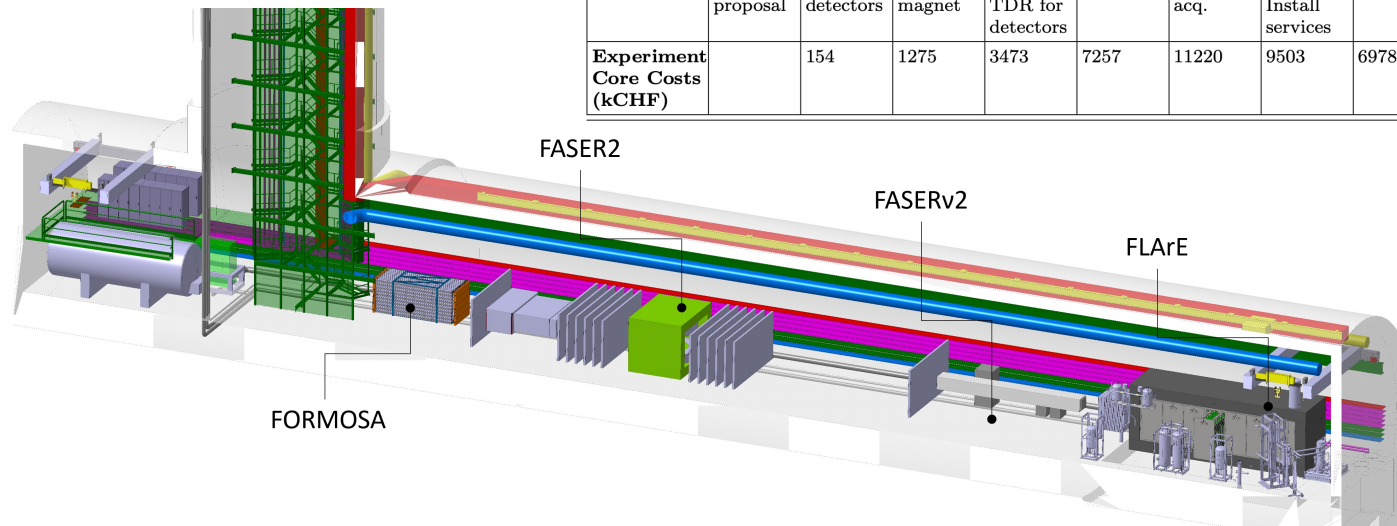 proposal detectors magnet TDR for acq. Install
detectors services
Experiment 154 1275 3473 7257 11220 9503 6978
Core Costs
(kCHF)
FASER2
FASERν2
FLArE
FORMOSA